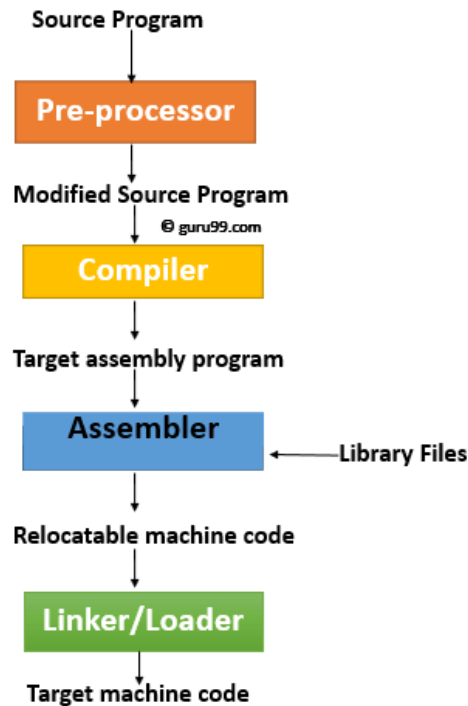 Source Program
Pre-processor
Modified Source Program
© guru99.com
Compiler
Target assembly program
Assembler
Library Files
Relocatable machine code
Linker/Loader
Target machine code